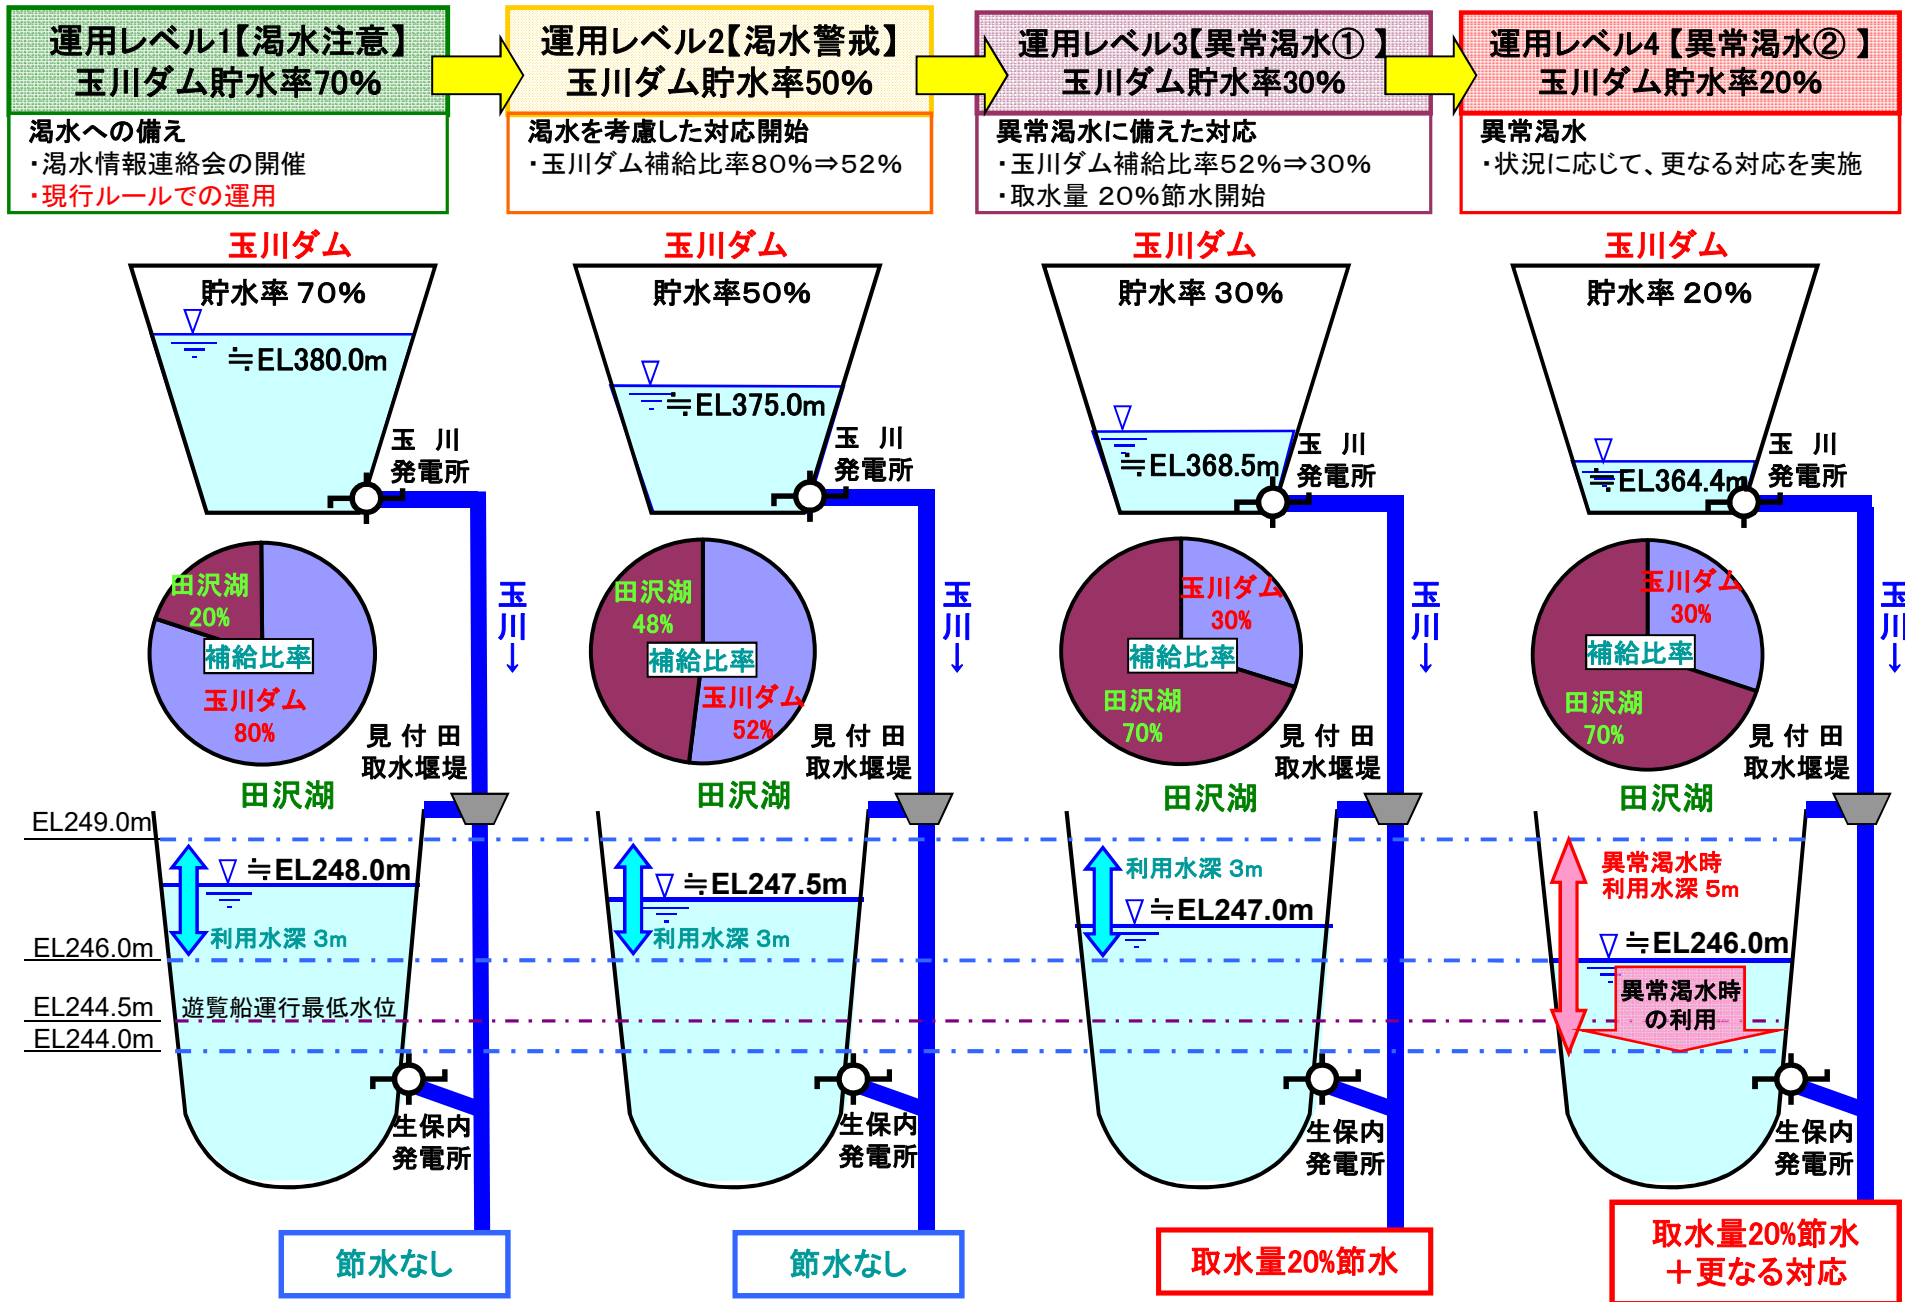 運用レベル1【渇水注意】
玉川ダム貯水率70%
渇水への備え
・渇水情報連絡会の開催
・現行ルールでの運用
運用レベル2【渇水警戒】
玉川ダム貯水率50%
渇水を考慮した対応開始
・玉川ダム補給比率80%⇒52%
運用レベル3【異常渇水① 】
玉川ダム貯水率30%
異常渇水に備えた対応
・玉川ダム補給比率52%⇒30%
・取水量 20%節水開始
運用レベル4【異常渇水② 】
玉川ダム貯水率20%
異常渇水
・状況に応じて、更なる対応を実施
玉川ダム
貯水率 70%
≒EL380.0m
玉 川
発電所
田沢湖
20%
補給比率
玉川ダム
80%
玉川↓
見 付 田
取水堰堤
田沢湖
EL249.0m
≒EL248.0m
利用水深 3m
EL246.0m
EL244.5m
遊覧船運行最低水位
EL244.0m
生保内
発電所
節水なし
玉川ダム
貯水率50%
≒EL375.0m
玉 川
発電所
田沢湖
48%
補給比率
玉川ダム
52%
玉川↓
見 付 田
取水堰堤
田沢湖
≒EL247.5m
利用水深 3m
生保内
発電所
節水なし
玉川ダム
貯水率 30%
≒EL368.5m
玉 川
発電所
玉川ダム
30%
補給比率
田沢湖
70%
玉川↓
見 付 田
取水堰堤
田沢湖
利用水深 3m
≒EL247.0m
生保内
発電所
取水量20%節水
玉川ダム
貯水率 20%
≒EL364.4m
玉 川
発電所
玉川ダム
30%
補給比率
田沢湖
70%
玉川↓
見 付 田
取水堰堤
田沢湖
異常渇水時
利用水深 5m
≒EL246.0m
異常渇水時
の利用
生保内
発電所
取水量20%節水
＋更なる対応